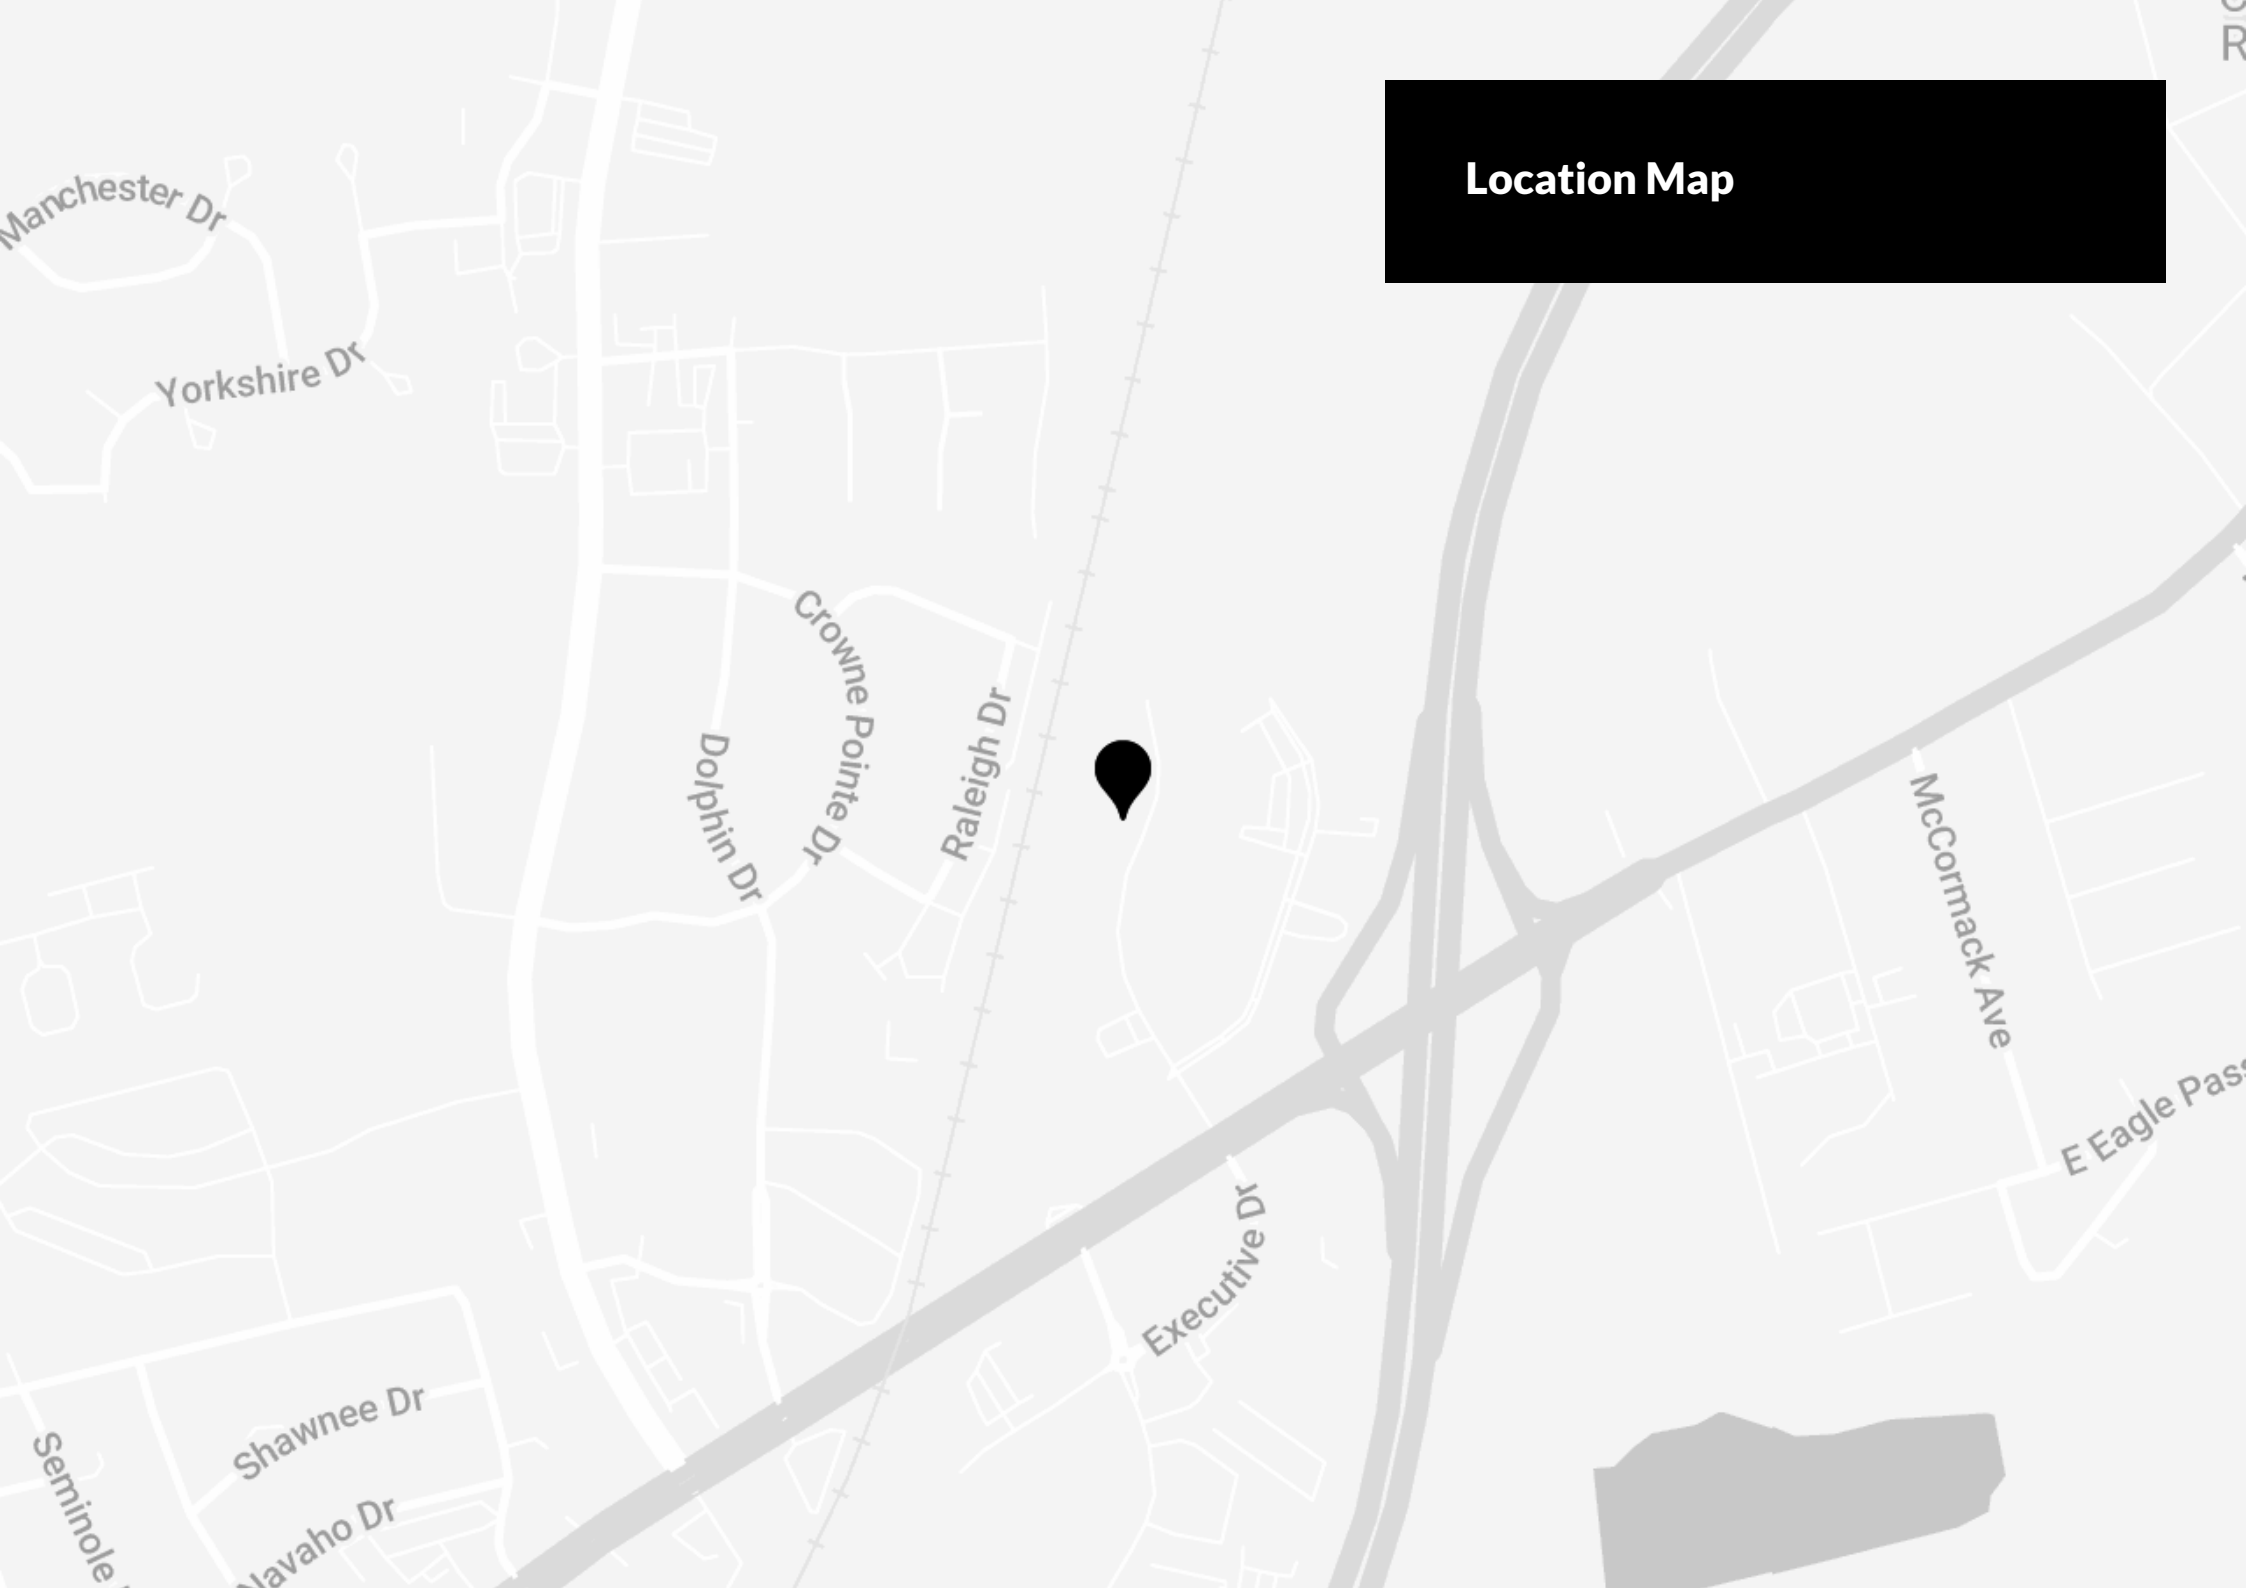 R
Location Map
Manchester Dr
Yorkshire Dr
Crowne Pointe Dr
Raleigh Dr
Dolphin Dr
McCormack Ave
E Eagle Pass
Executive Dr
Shawnee Dr
Seminole
Navaho Dr